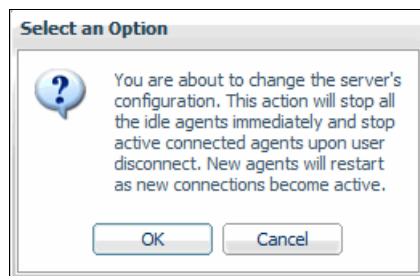 Select an Option
You are about to change the server's
configuration. This action will stop all
the idle agents immediately and stop
active connected agents upon user
disconnect. New agents will restart
as new connections become active.
OK
Cancel